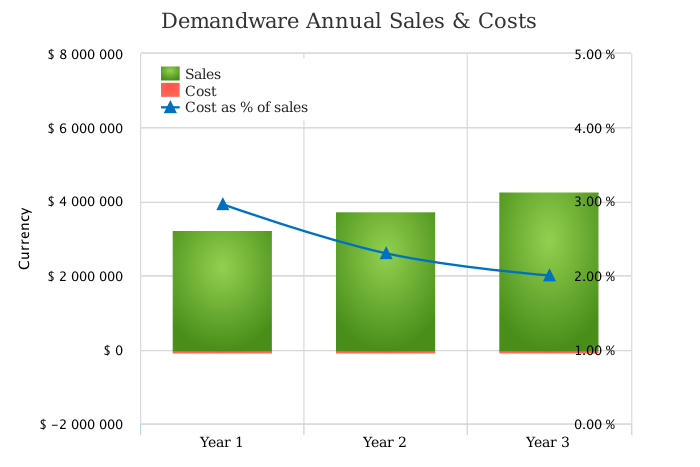 Demandware Annual Sales & Costs
$ 8 000 000
5.00 %
Sales
Cost
Cost as % of sales
$ 6 000 000
4.00 %
$ 4 000 000
3.00 %
Currency
$ 2 000 000
2.00 %
$ 0
1.00 %
$ −2 000 000
0.00 %
Year 1
Year 2
Year 3